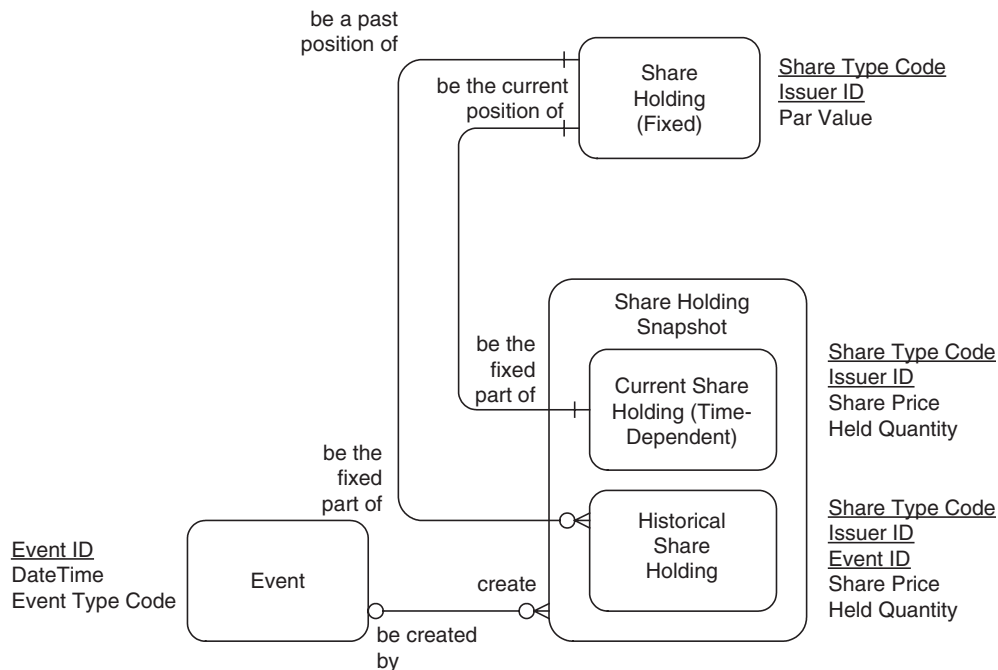 be a past
position of
be the current
position of
Share
Holding
(Fixed)
Share Type Code
Issuer ID
Par Value
Share Holding
Snapshot
be the
fixed
part of
Current Share
Holding (Time-
Dependent)
Share Type Code
Issuer ID
Share Price
Held Quantity
be the
fixed
part of
Historical
Share
Holding
Share Type Code
Issuer ID
Event ID
Share Price
Held Quantity
Event ID
DateTime
Event Type Code
Event
create
be created
by